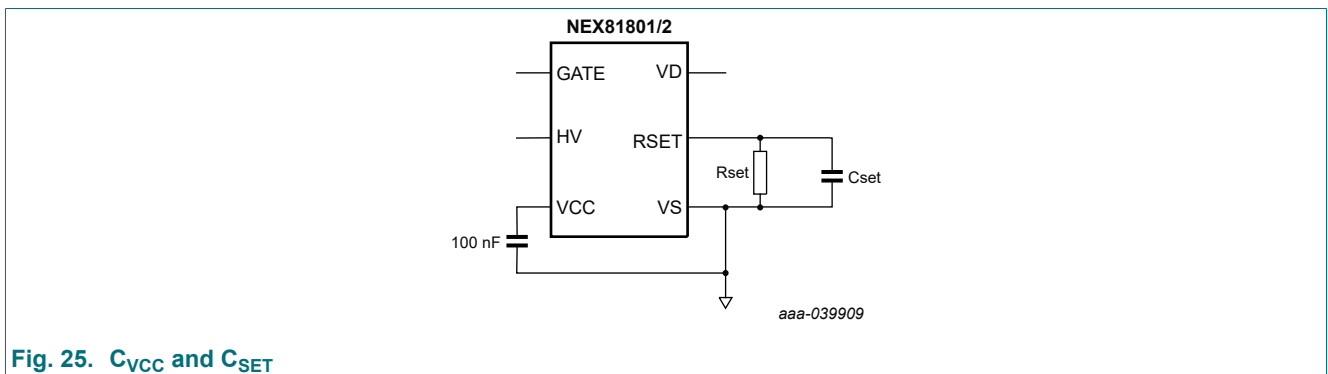 NEX81801/2
GATE
VD
HV
RSET
Rset
Cset
VCC
VS
100 nF
aaa-039909
Fig. 25. CVCC and CSET